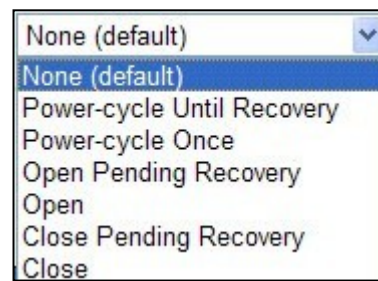 None (default)
None (default)
Power-cycle Until Recovery
Power-cycle Once
Open Pending Recovery
Open
Close Pending Recovery
Close